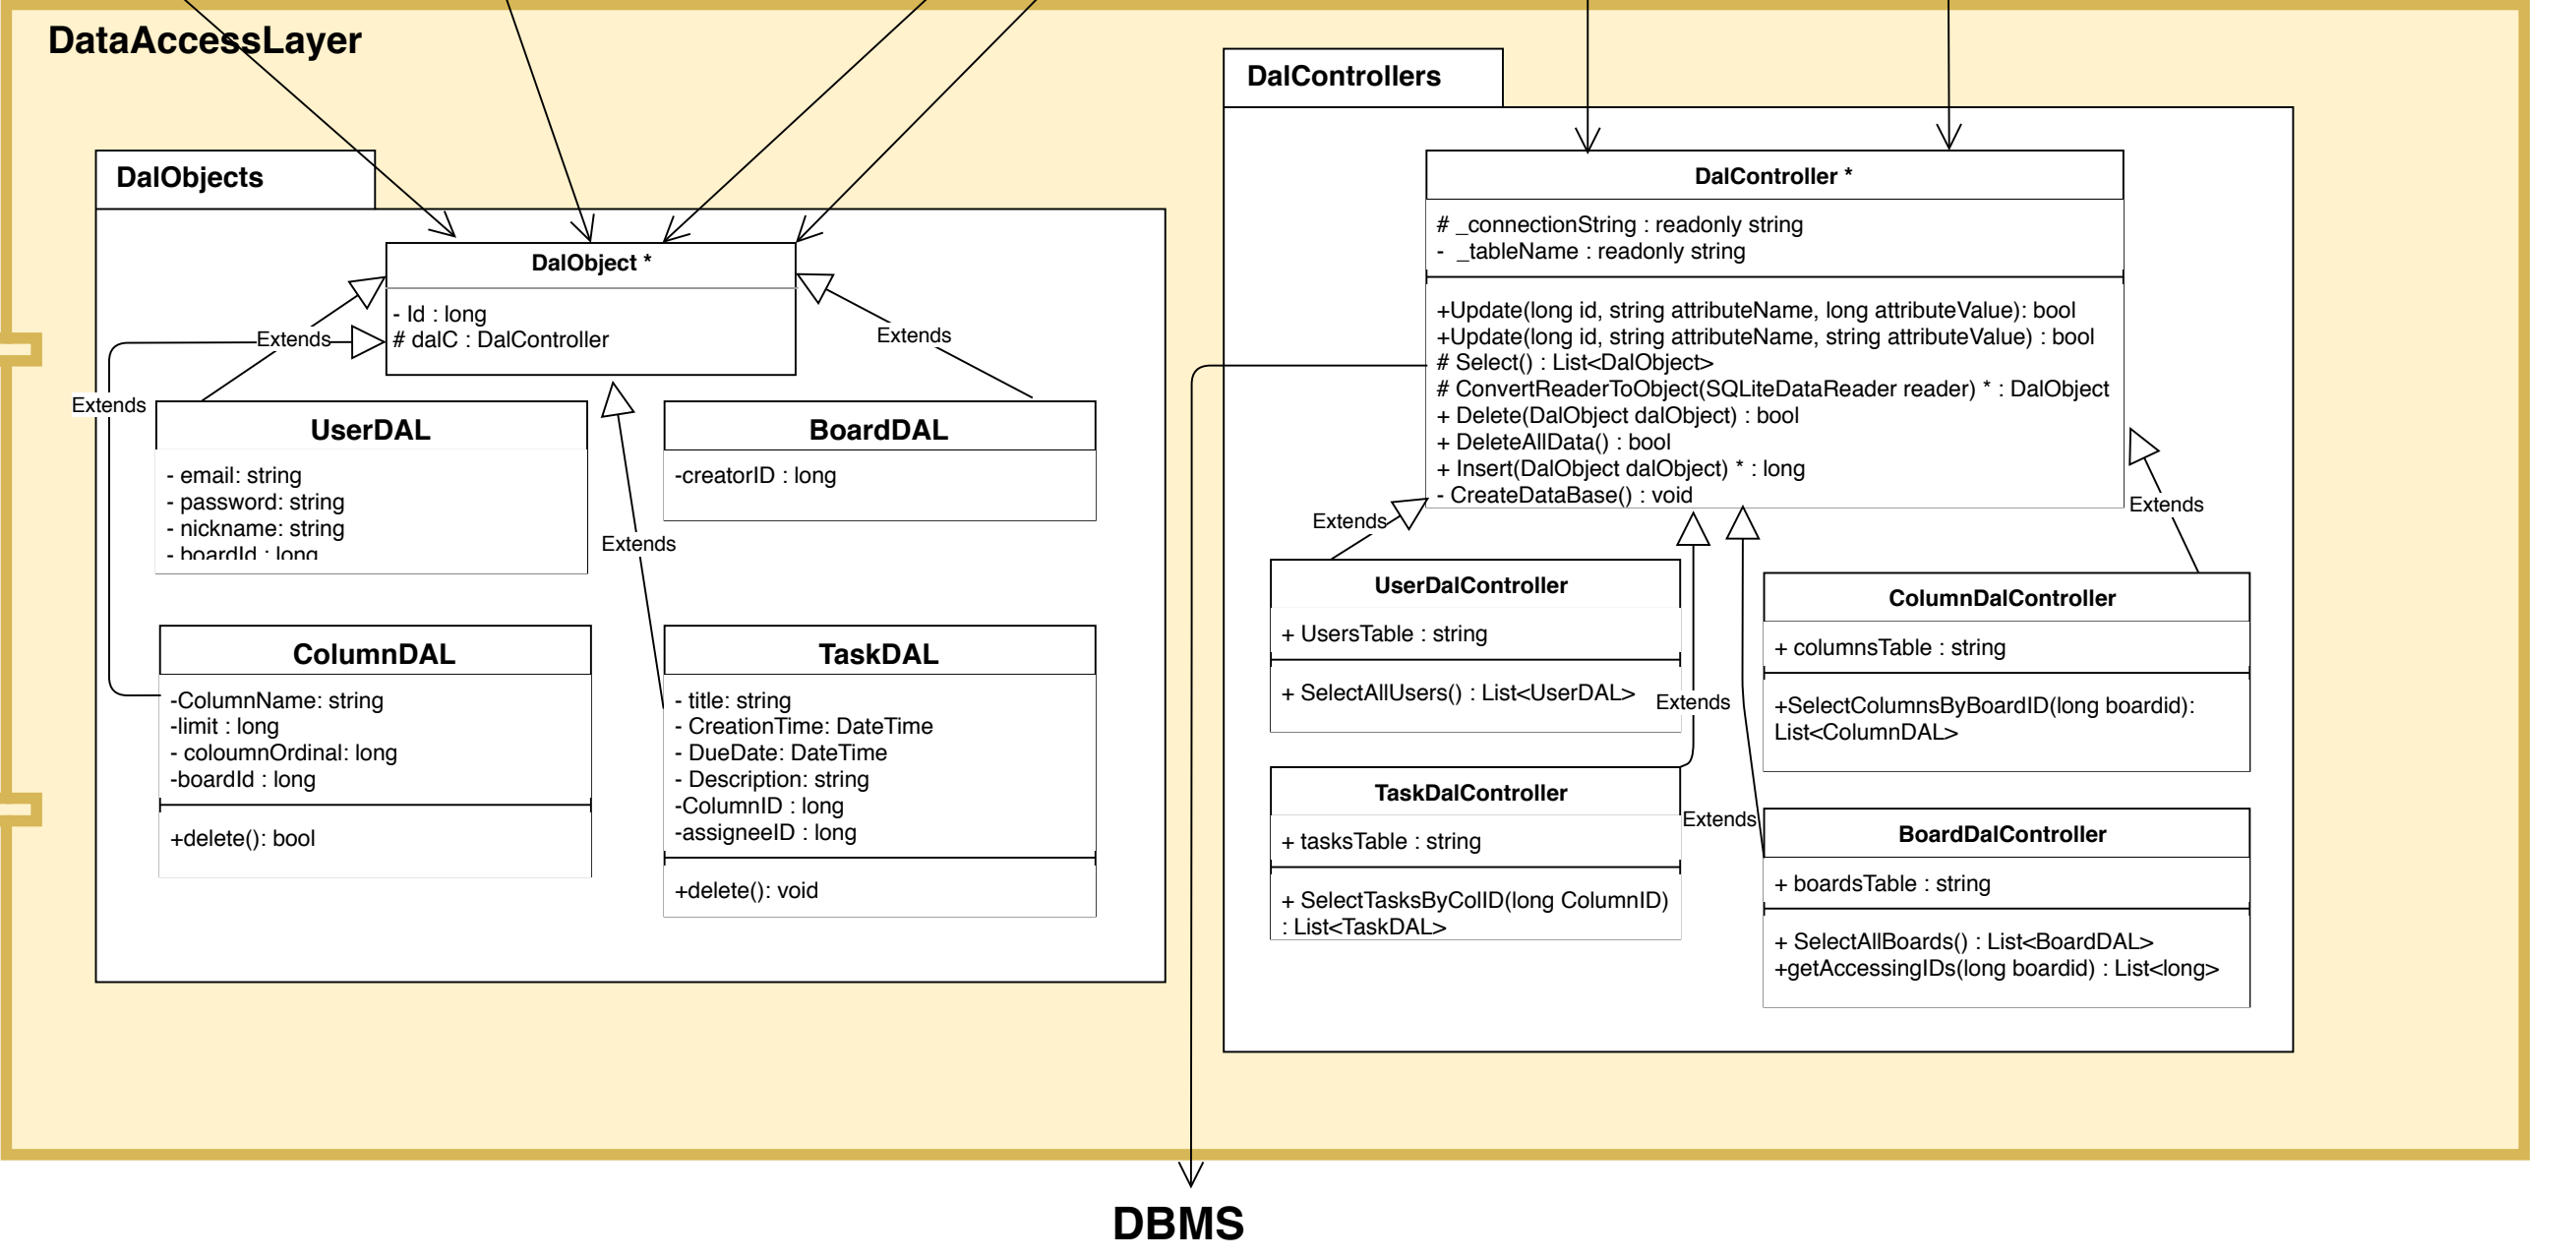 DataAccessLayer
DalObjects
DalObject *
- Id : long
# dalC : DalController
Extends
Extends
Extends
Extends
UserDAL
- email: string
- password: string
- nickname: string
- boardId : long
BoardDAL
-creatorID : long
Extends
ColumnDAL
-ColumnName: string
-limit : long
- coloumnOrdinal: long
-boardId : long
+delete(): bool
TaskDAL
- title: string
- CreationTime: DateTime
- DueDate: DateTime
- Description: string
-ColumnID : long
-assigneeID : long
+delete(): void
DalControllers
DalController *
# _connectionString : readonly string
- _tableName : readonly string
+Update(long id, string attributeName, long attributeValue): bool
+Update(long id, string attributeName, string attributeValue) : bool
# Select() : List<DalObject>
# ConvertReaderToObject(SQLiteDataReader reader) * : DalObject
+ Delete(DalObject dalObject) : bool
+ DeleteAllData() : bool
+ Insert(DalObject dalObject) * : long
- CreateDataBase() : void
Extends
Extends
UserDalController
+ UsersTable : string
+ SelectAllUsers() : List<UserDAL>
Extends
ColumnDalController
+ columnsTable : string
+SelectColumnsByBoardID(long boardid):
List<ColumnDAL>
TaskDalController
+ tasksTable : string
+ SelectTasksByColID(long ColumnID)
: List<TaskDAL>
Extends
BoardDalController
+ boardsTable : string
+ SelectAllBoards() : List<BoardDAL>
+getAccessingIDs(long boardid) : List<long>
DBMS